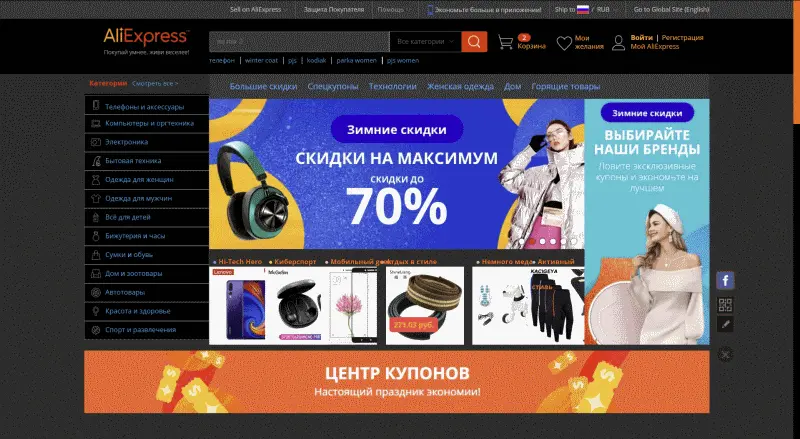 Sell on AliExpress
Защита Покупателя
Помощь
Экономьте больше в приложении!
Ship to / RUB
Go to Global Site (English)
AliExpress
Покупай умнее, живи веселее!
Все категории
2
Корзина
Мои желания
Войти | Регистрация
Мой AliExpress
телефон | winter coat | pjs | kodiak | parka women | pjs women
Категории Смотреть все >
Большие скидки Спецкупоны Технологии Женская одежда Дом Горящие товары
Телефоны и аксессуары
Компьютеры и оргтехника
Электроника
Бытовая техника
Одежда для женщин
Одежда для мужчин
Всё для детей
Бижутерия и часы
Сумки и обувь
Дом и зоотовары
Автотовары
Красота и здоровье
Спорт и развлечения
Зимние скидки
СКИДКИ НА МАКСИМУМ
СКИДКИ ДО
70%
Зимние скидки
ВЫБИРАЙТЕ
НАШИ БРЕНДЫ
Ловите эксклюзивные
купоны и экономьте на
лучшем
Hi-Tech Hero
Киберспорт
Мобильный
отдых в стиле
Немного
Активный
стиль
Lenovo
KACIGEYA
271.03 руб.
ЦЕНТР КУПОНОВ
Настоящий праздник экономии!